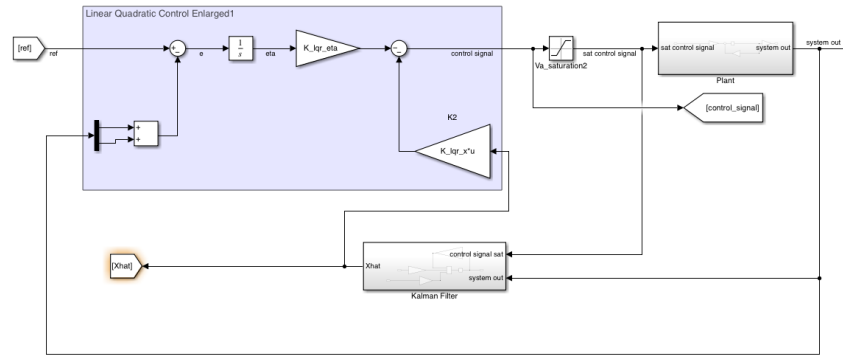 Linear Quadratic Control Enlarged1
[ref]
ref
+
-
e
1
s
eta
K_lqr_eta
-
-
control signal
Va_saturation2
sat control signal
sat control signal
system out
Plant
system out
[control_signal]
+
+
K2
K_lqr_x*u
[Xhat]
Xhat
control signal sat
system out
Kalman Filter